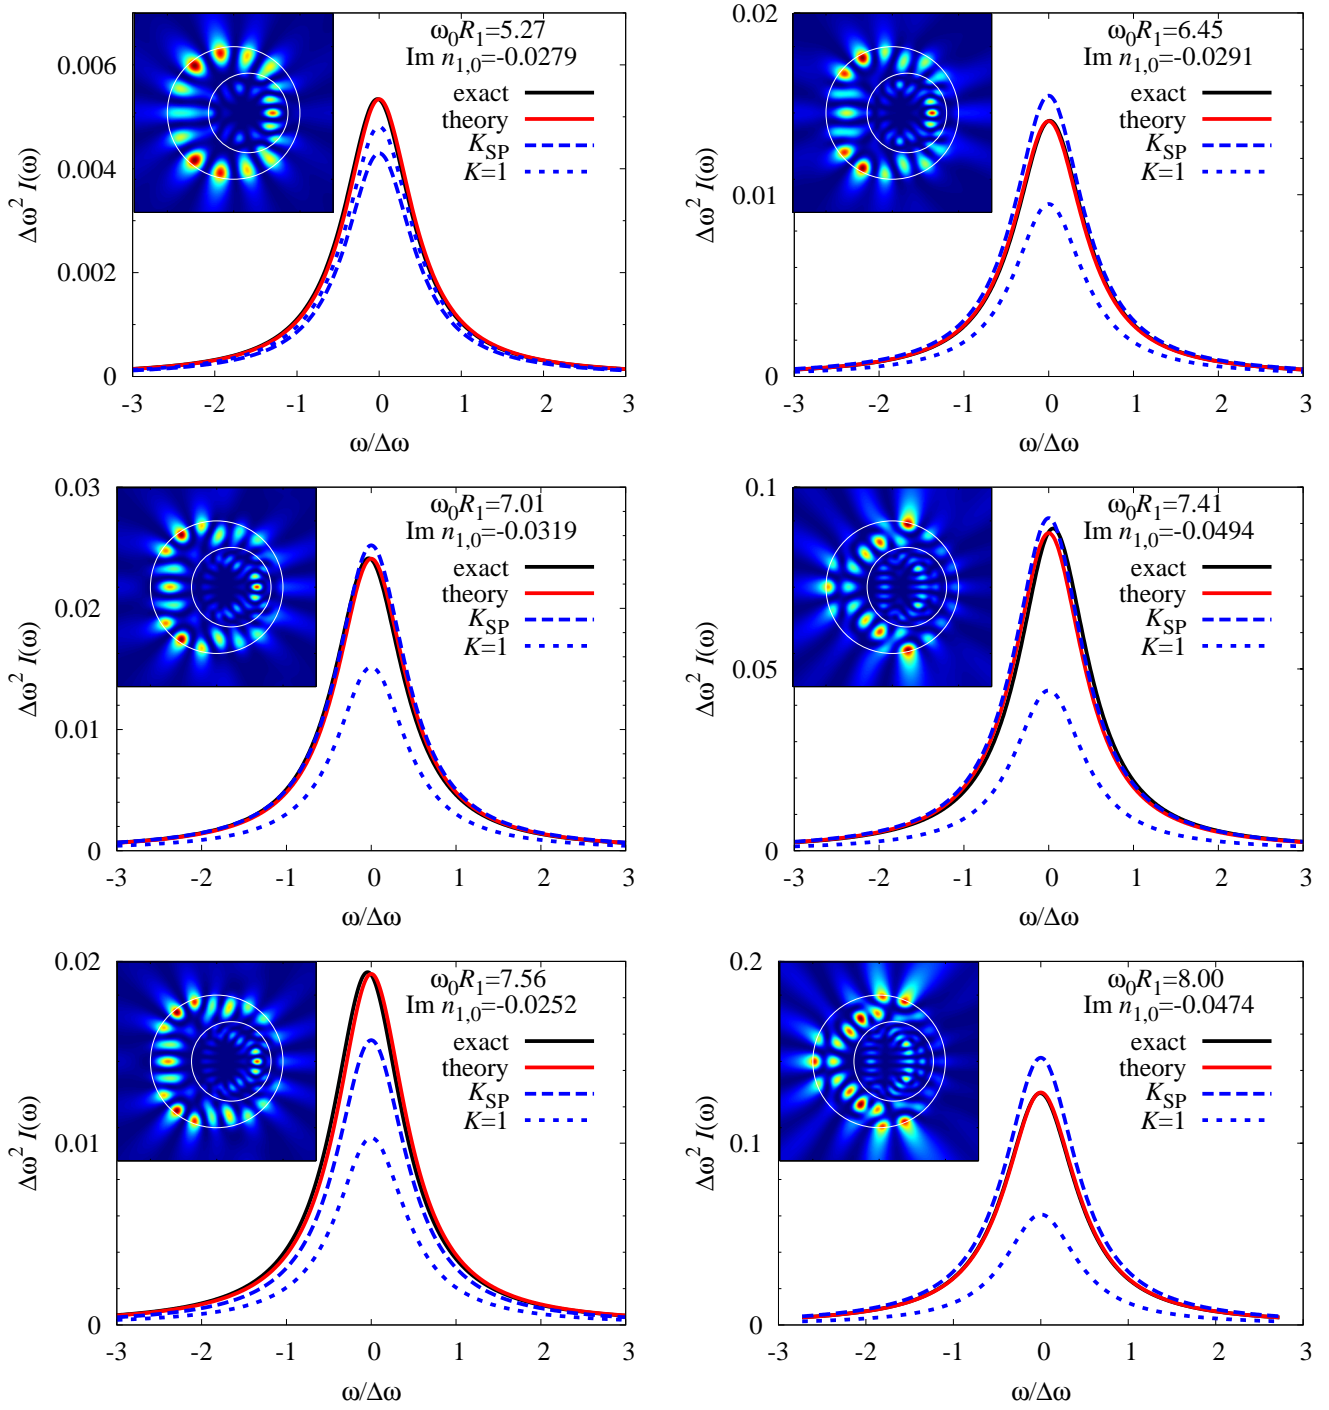 ω₀R₁=5.27
Im n₁,₀=-0.0279
exact
theory
K_SP
K=1
0.006
0.004
0.002
0
-3 -2 -1 0 1 2 3
Δω² I(ω)
ω/Δω
ω₀R₁=6.45
Im n₁,₀=-0.0291
exact
theory
K_SP
K=1
0.02
0.01
0
-3 -2 -1 0 1 2 3
Δω² I(ω)
ω/Δω
ω₀R₁=7.01
Im n₁,₀=-0.0319
exact
theory
K_SP
K=1
0.03
0.02
0.01
0
-3 -2 -1 0 1 2 3
Δω² I(ω)
ω/Δω
ω₀R₁=7.41
Im n₁,₀=-0.0494
exact
theory
K_SP
K=1
0.1
0.05
0
-3 -2 -1 0 1 2 3
Δω² I(ω)
ω/Δω
ω₀R₁=7.56
Im n₁,₀=-0.0252
exact
theory
K_SP
K=1
0.02
0.01
0
-3 -2 -1 0 1 2 3
Δω² I(ω)
ω/Δω
ω₀R₁=8.00
Im n₁,₀=-0.0474
exact
theory
K_SP
K=1
0.2
0.1
0
-3 -2 -1 0 1 2 3
Δω² I(ω)
ω/Δω